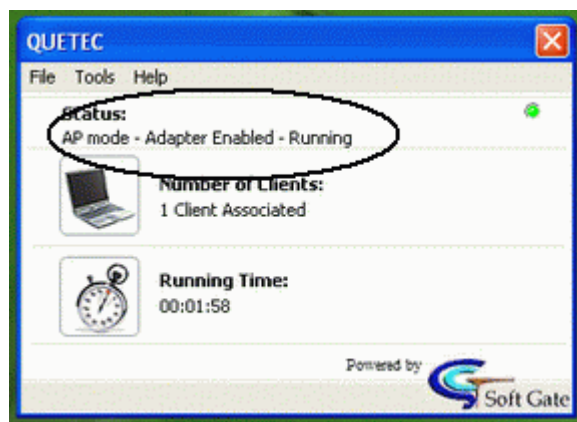 QUETEC
File Tools Help
Status:
AP mode - Adapter Enabled - Running
Number of Clients:
1 Client Associated
Running Time:
00:01:58
Powered by
Soft Gate